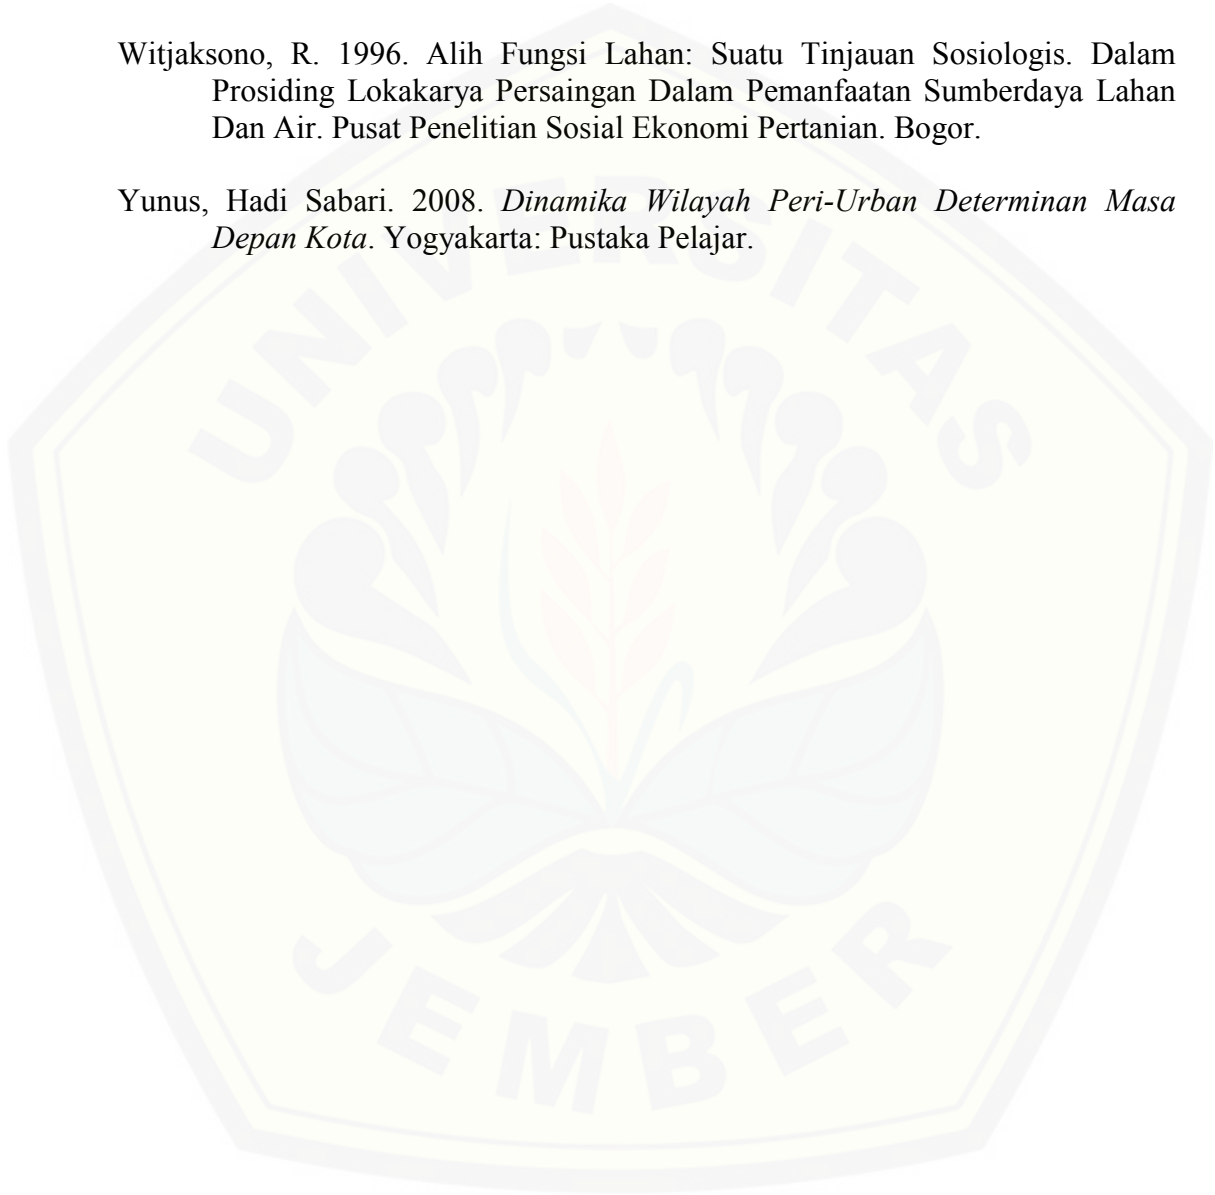 Witjaksono, R. 1996. Alih Fungsi Lahan: Suatu Tinjauan Sosiologis. Dalam
Prosiding Lokakarya Persaingan Dalam Pemanfaatan Sumberdaya Lahan
Dan Air. Pusat Penelitian Sosial Ekonomi Pertanian. Bogor.
Yunus, Hadi Sabari. 2008. Dinamika Wilayah Peri-Urban Determinan Masa
Depan Kota. Yogyakarta: Pustaka Pelajar.
UNIVERSITAS
JEMBER